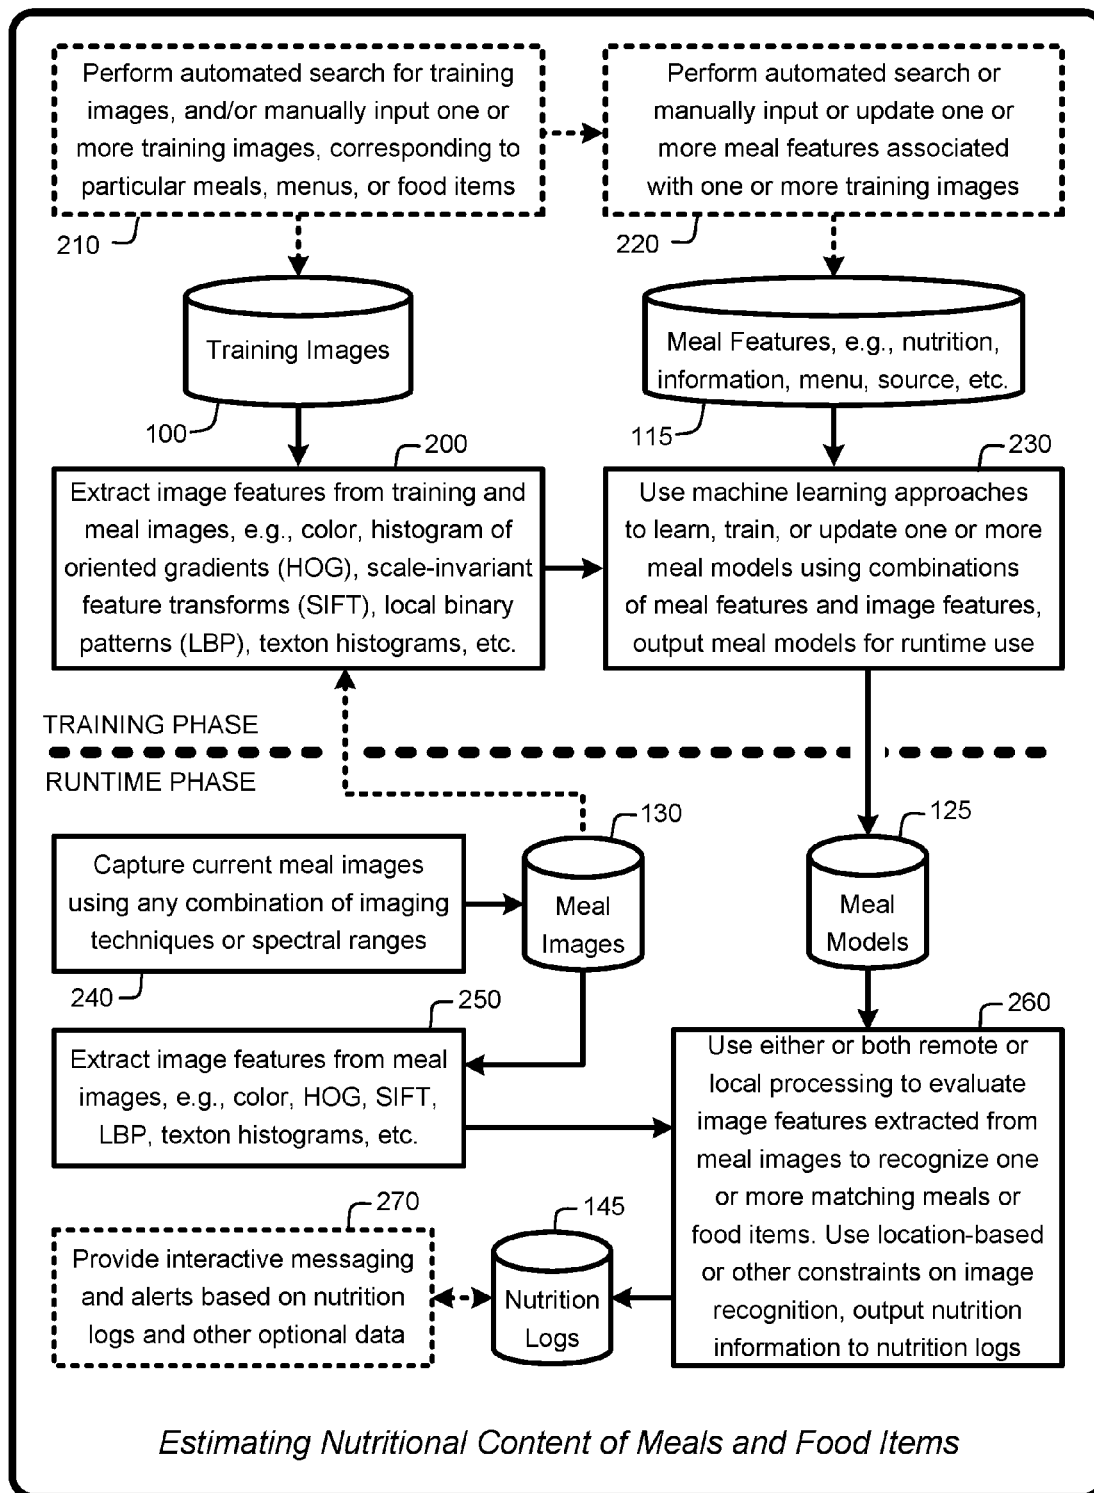 Perform automated search for training
images, and/or manually input one or
more training images, corresponding to
particular meals, menus, or food items
210
Perform automated search or
manually input or update one or
more meal features associated
with one or more training images
220
Training Images
100
Meal Features, e.g., nutrition,
information, menu, source, etc.
115
200
Extract image features from training and
meal images, e.g., color, histogram of
oriented gradients (HOG), scale-invariant
feature transforms (SIFT), local binary
patterns (LBP), texton histograms, etc.
230
Use machine learning approaches
to learn, train, or update one or more
meal models using combinations
of meal features and image features,
output meal models for runtime use
TRAINING PHASE
RUNTIME PHASE
Capture current meal images
using any combination of imaging
techniques or spectral ranges
240
130
Meal
Images
125
Meal
Models
250
Extract image features from meal
images, e.g., color, HOG, SIFT,
LBP, texton histograms, etc.
260
Use either or both remote or
local processing to evaluate
image features extracted from
meal images to recognize one
or more matching meals or
food items. Use location-based
or other constraints on image
recognition, output nutrition
information to nutrition logs
270
Provide interactive messaging
and alerts based on nutrition
logs and other optional data
145
Nutrition
Logs
Estimating Nutritional Content of Meals and Food Items